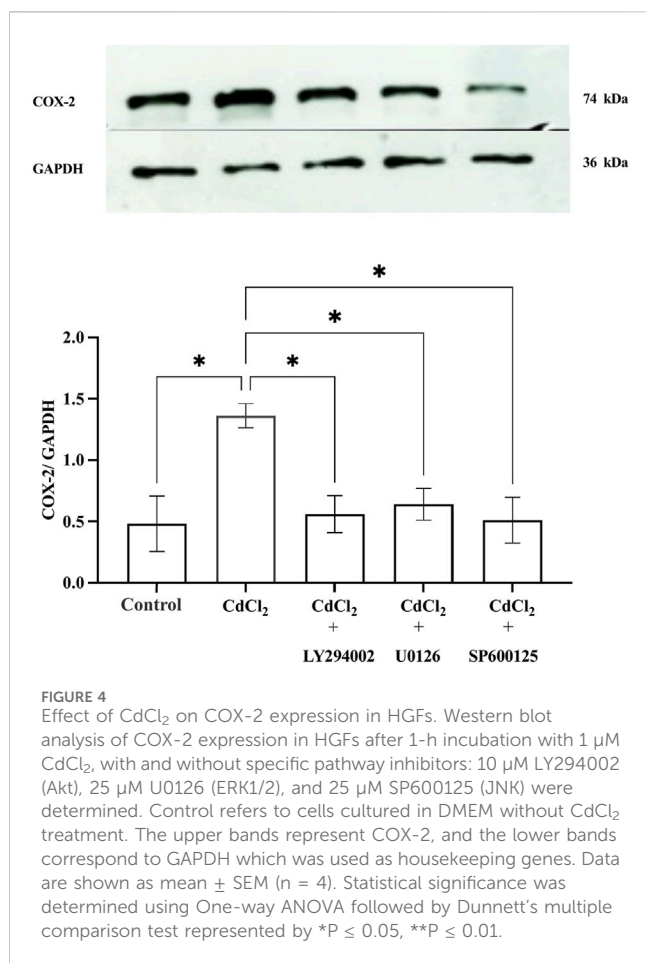 COX-2 74 kDa
GAPDH 36 kDa
*
*
* *
COX-2/ GAPDH
2.0
1.5
1.0
0.5
0.0
Control CdCl₂ CdCl₂ CdCl₂ CdCl₂
+ + +
LY294002 U0126 SP600125
FIGURE 4
Effect of CdCl₂ on COX-2 expression in HGFs. Western blot
analysis of COX-2 expression in HGFs after 1-h incubation with 1 μM
CdCl₂, with and without specific pathway inhibitors: 10 μM LY294002
(Akt), 25 μM U0126 (ERK1/2), and 25 μM SP600125 (JNK) were
determined. Control refers to cells cultured in DMEM without CdCl₂
treatment. The upper bands represent COX-2, and the lower bands
correspond to GAPDH which was used as housekeeping genes. Data
are shown as mean ± SEM (n = 4). Statistical significance was
determined using One-way ANOVA followed by Dunnett’s multiple
comparison test represented by *P ≤ 0.05, **P ≤ 0.01.